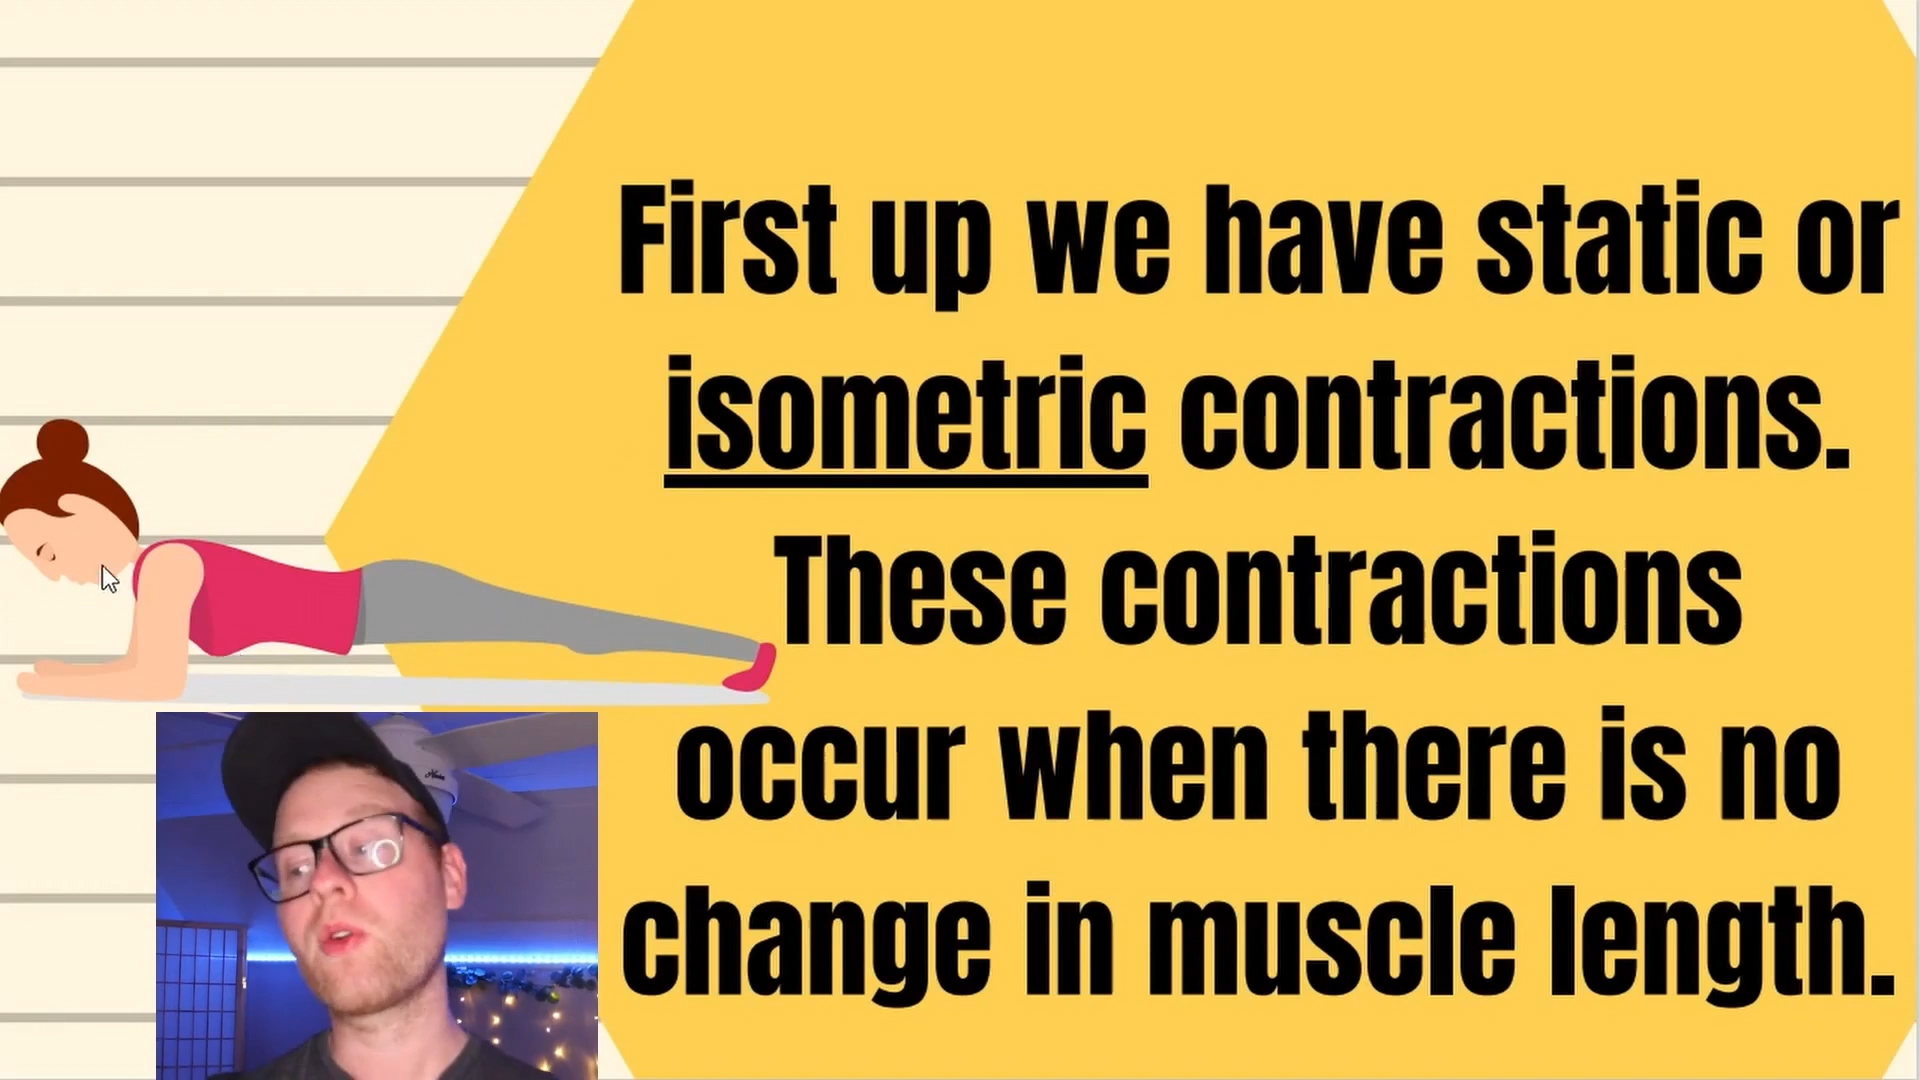 First up we have static or
isometric contractions.
These contractions
occur when there is no
change in muscle length.